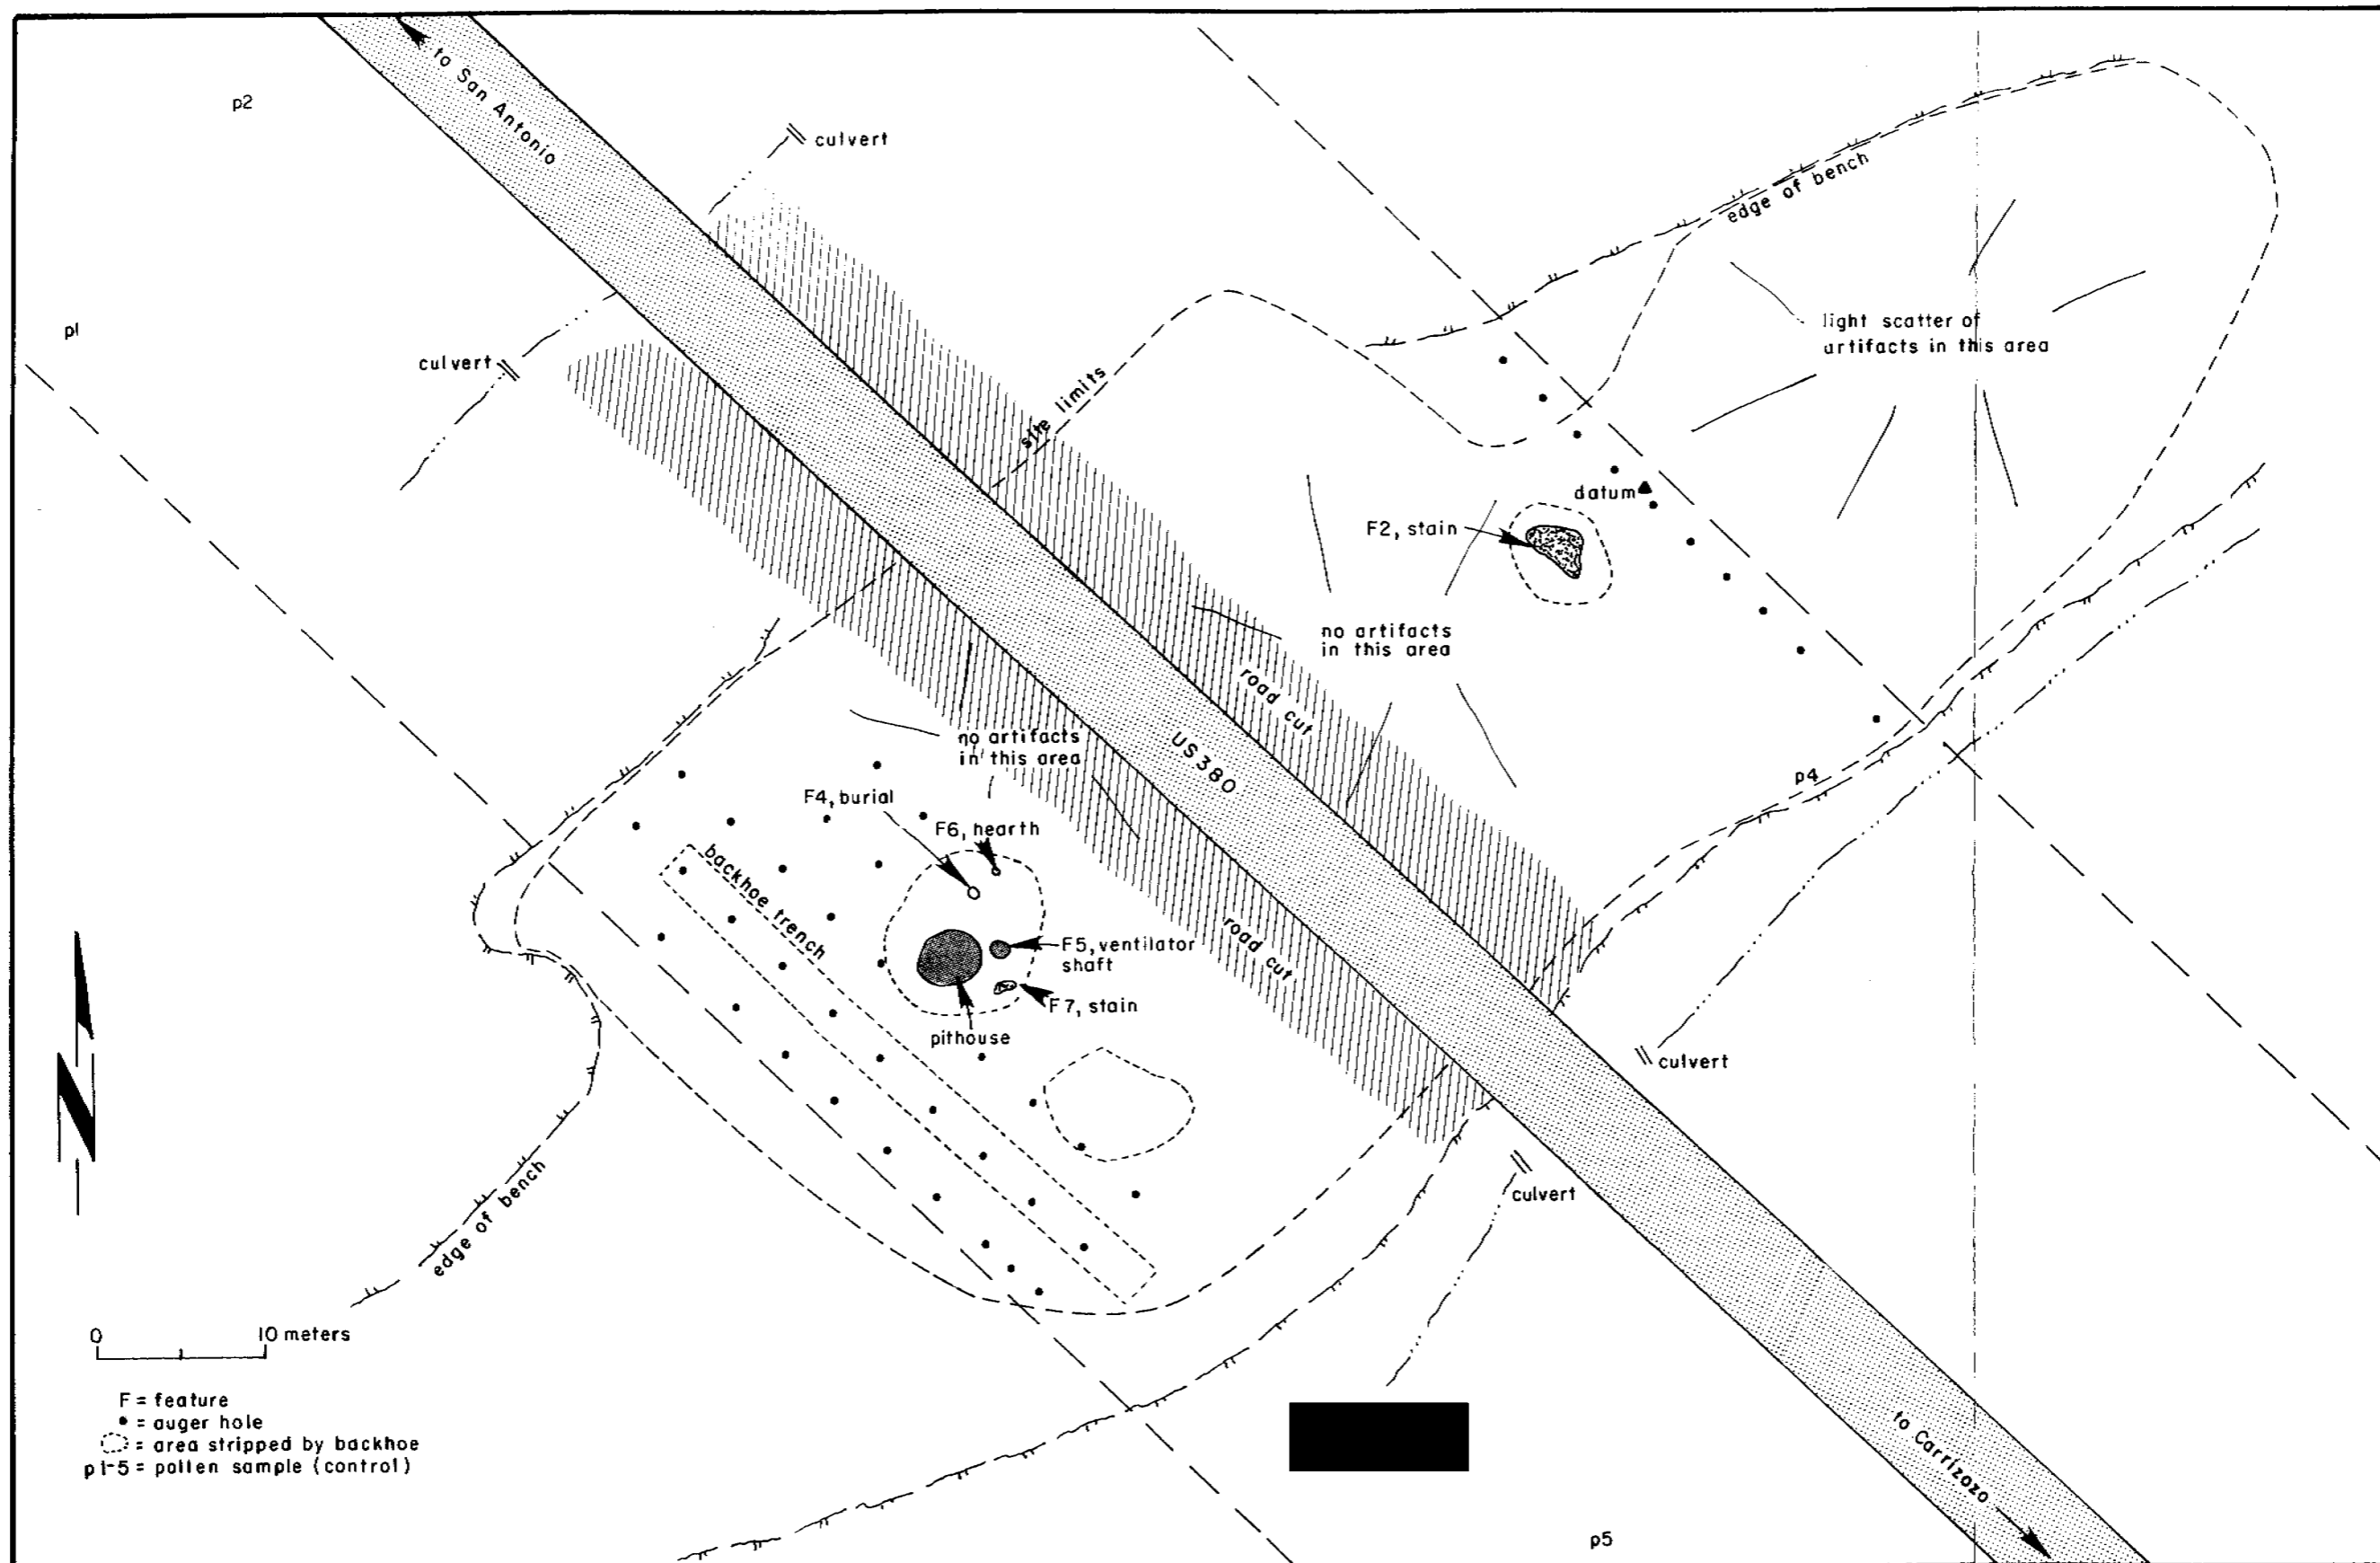 to San Antonio
p2
culvert
edge of bench
p1
culvert
light scatter of
artifacts in this area
site limits
datum
F2, stain
no artifacts
in this area
road cut
no artifacts
in this area
US 380
p4
F4, burial
F6, hearth
backhoe trench
F5, ventilator
shaft
road cut
F7, stain
pithouse
culvert
culvert
edge of bench
N
0 10 meters
F = feature
• = auger hole
= area stripped by backhoe
p1-5 = pollen sample (control)
to Carrizozo
p5